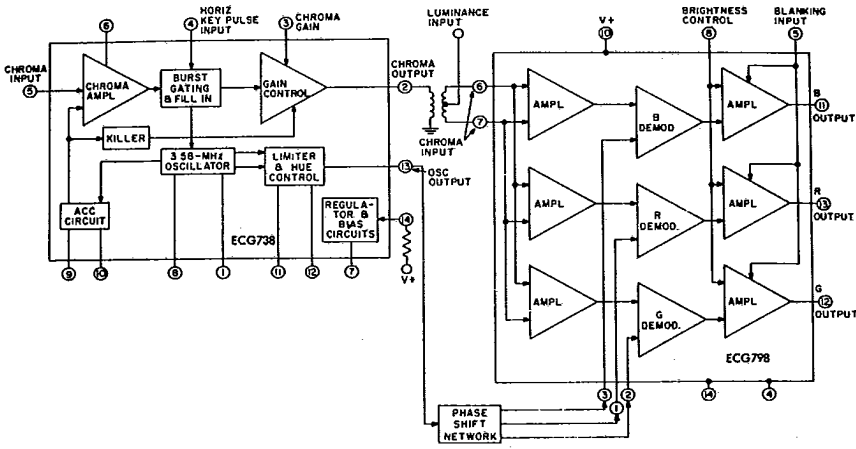 HORIZ
KEY PULSE
INPUT
CHROMA
GAIN
LUMINANCE
INPUT
V+
BRIGHTNESS
CONTROL
BLANKING
INPUT
6
4
3
10
8
5
CHROMA
INPUT
5
CHROMA
AMPL
BURST
GATING
& FILL IN
GAIN
CONTROL
CHROMA
OUTPUT
2
6
7
CHROMA
INPUT
AMPL
B
DEMOD
AMPL
B
11
OUTPUT
KILLER
3 58-MHz
OSCILLATOR
LIMITER
& HUE
CONTROL
13
OSC
OUTPUT
AMPL
R
DEMOD.
AMPL
R
13
OUTPUT
ACC
CIRCUIT
ECG738
REGULA-
TOR &
BIAS
CIRCUITS
14
V+
9
10
8
1
11
12
7
AMPL
G
DEMOD.
AMPL
G
12
OUTPUT
ECG798
3
1
2
14
4
PHASE
SHIFT
NETWORK